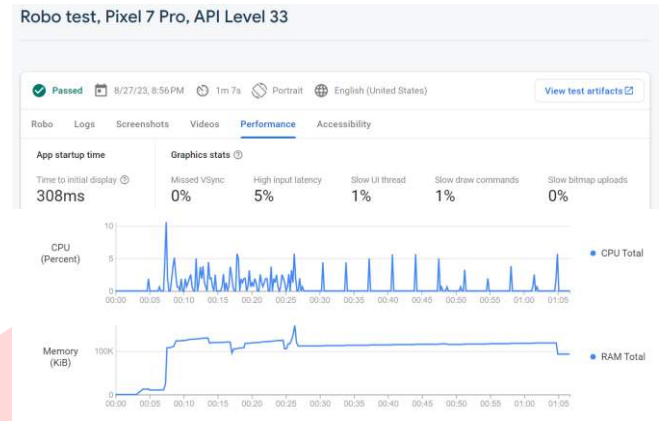 Robo test, Pixel 7 Pro, API Level 33
Passed 8/27/23, 8:56 PM 1m 7s Portrait English (United States) View test artifacts
Robo Logs Screenshots Videos Performance Accessibility
App startup time Graphics stats
Time to initial display Missed VSync High input latency Slow UI thread Slow draw commands Slow bitmap uploads
308ms 0% 5% 1% 1% 0%
10
CPU
(Percent)
5
CPU Total
0
00:00 00:05 00:10 00:15 00:20 00:25 00:30 00:35 00:40 00:45 00:50 00:55 01:00 01:05
Memory
(KiB)
100K
RAM Total
0
00:00 00:05 00:10 00:15 00:20 00:25 00:30 00:35 00:40 00:45 00:50 00:55 01:00 01:05